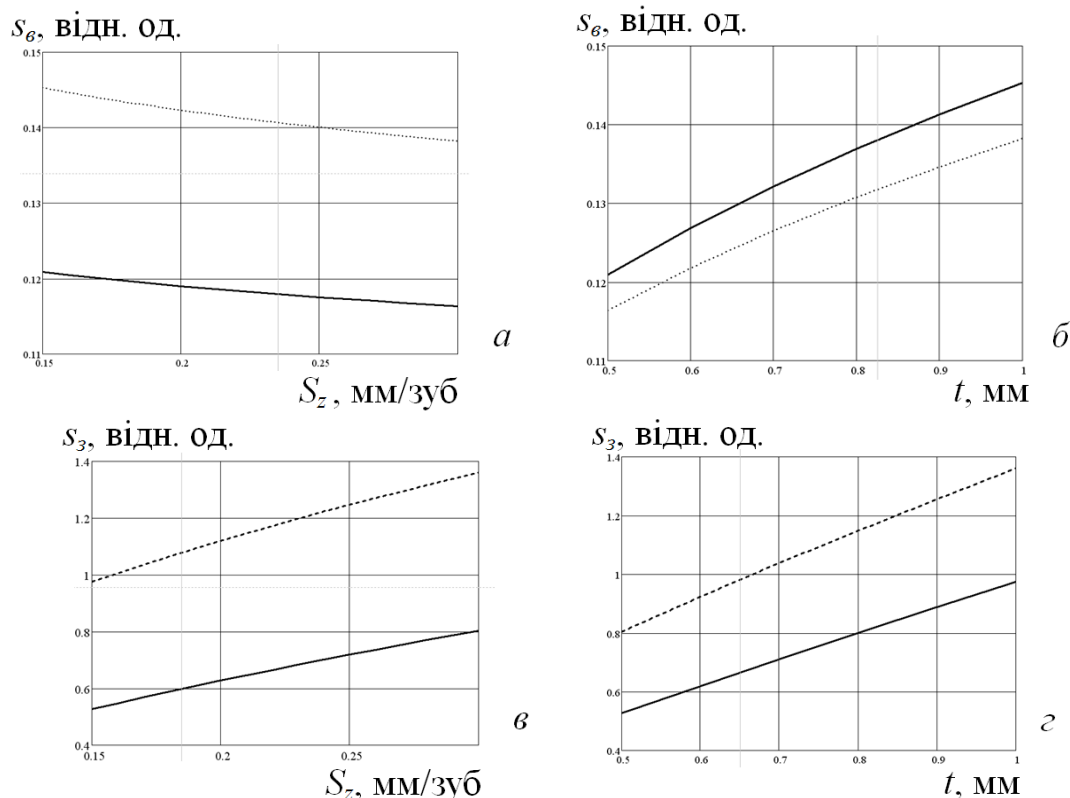 sв, відн. од.
0.15
0.14
0.13
0.12
0.11
0.15 0.2 0.25
Sz, мм/зуб
а
sв, відн. од.
0.15
0.14
0.13
0.12
0.11
0.5 0.6 0.7 0.8 0.9 1
t, мм
б
sз, відн. од.
1.4
1.2
1
0.8
0.6
0.4
0.15 0.2 0.25
Sz, мм/зуб
в
sз, відн. од.
1.4
1.2
1
0.8
0.6
0.4
0.5 0.6 0.7 0.8 0.9 1
t, мм
г